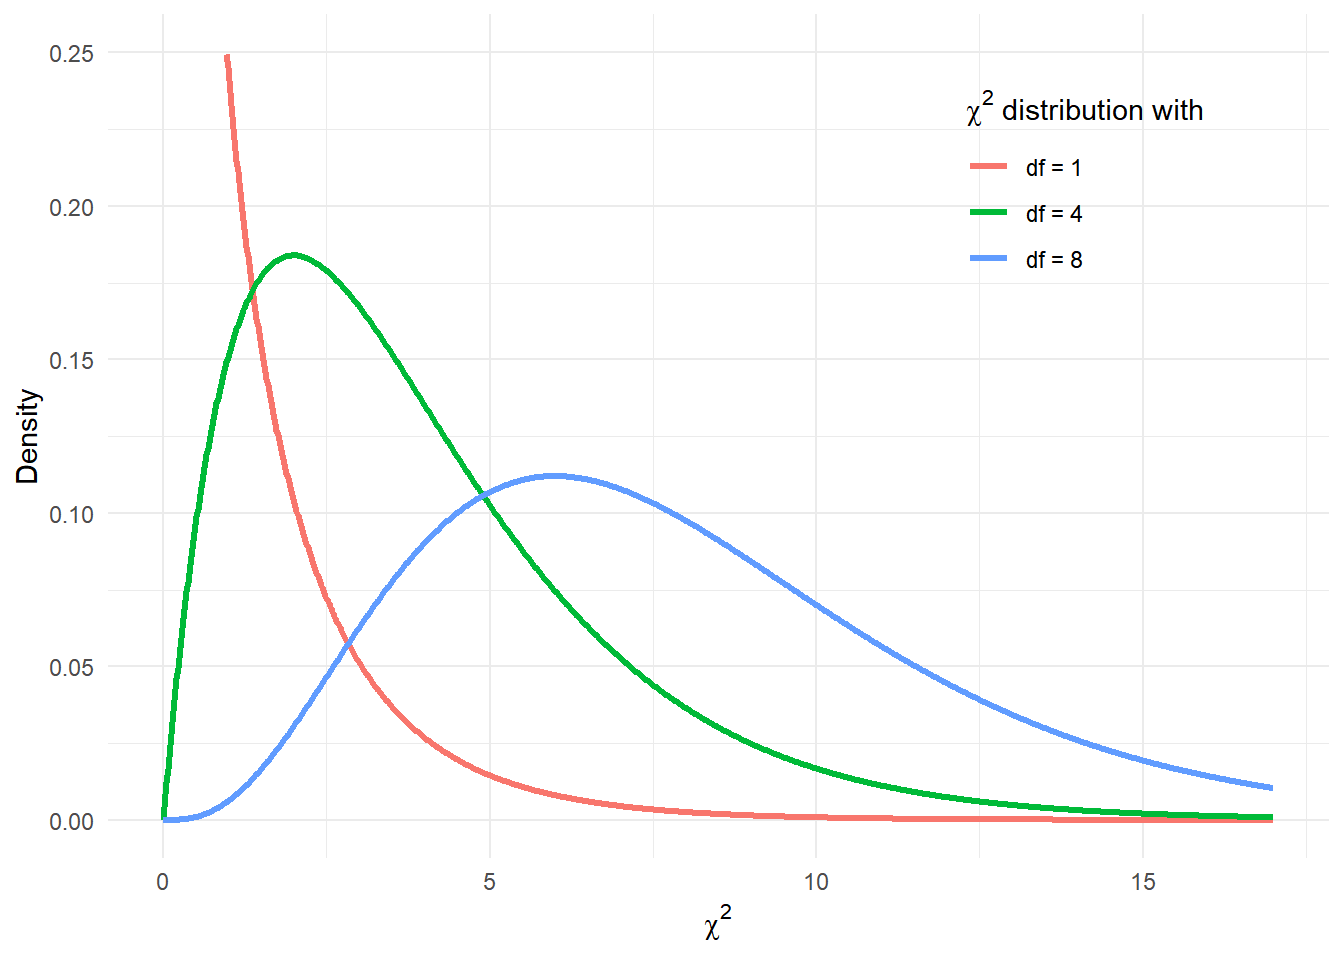 0.25
0.20
0.15
0.10
0.05
0.00
Density
χ² distribution with
df = 1
df = 4
df = 8
0 5 10 15
χ²